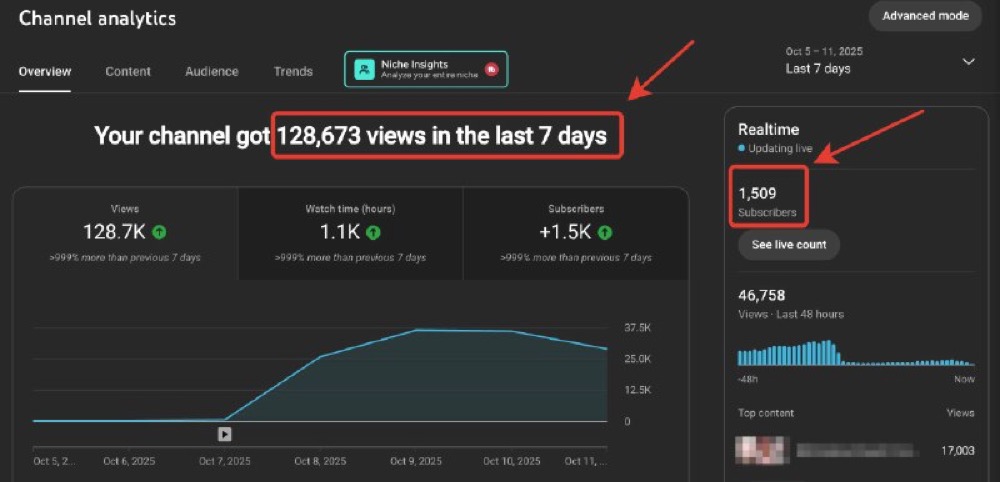 Channel analytics
Advanced mode
Overview
Content
Audience
Trends
Niche Insights
Analyze your entire niche
Oct 5 – 11, 2025
Last 7 days
Your channel got 128,673 views in the last 7 days
Views
128.7K
>999% more than previous 7 days
Watch time (hours)
1.1K
>999% more than previous 7 days
Subscribers
+1.5K
>999% more than previous 7 days
37.5K
25.0K
12.5K
0
Oct 5, 2...
Oct 6, 2025
Oct 7, 2025
Oct 8, 2025
Oct 9, 2025
Oct 10, 2025
Oct 11, ...
Realtime
Updating live
1,509
Subscribers
See live count
46,758
Views · Last 48 hours
-48h
Now
Top content
Views
17,003